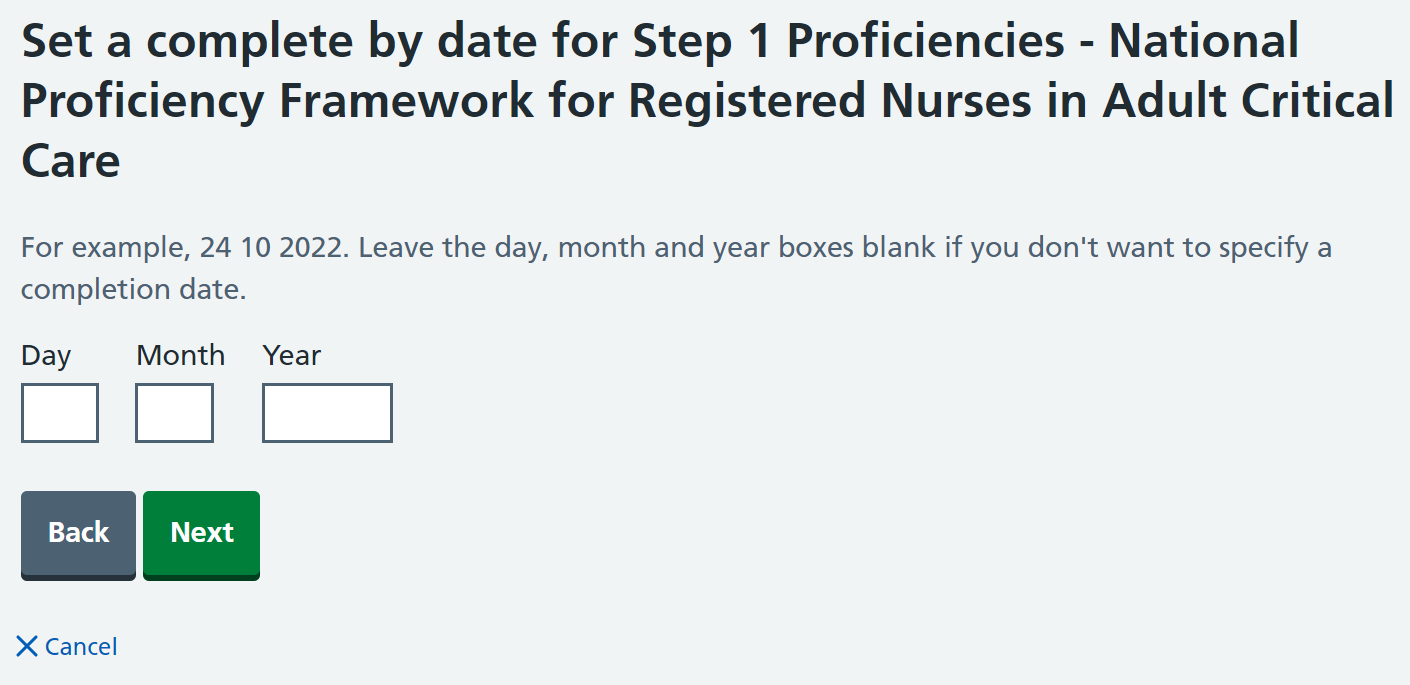 Set a complete by date for Step 1 Proficiencies - National
Proficiency Framework for Registered Nurses in Adult Critical
Care
For example, 24 10 2022. Leave the day, month and year boxes blank if you don't want to specify a
completion date.
Day Month Year
Back Next
Cancel